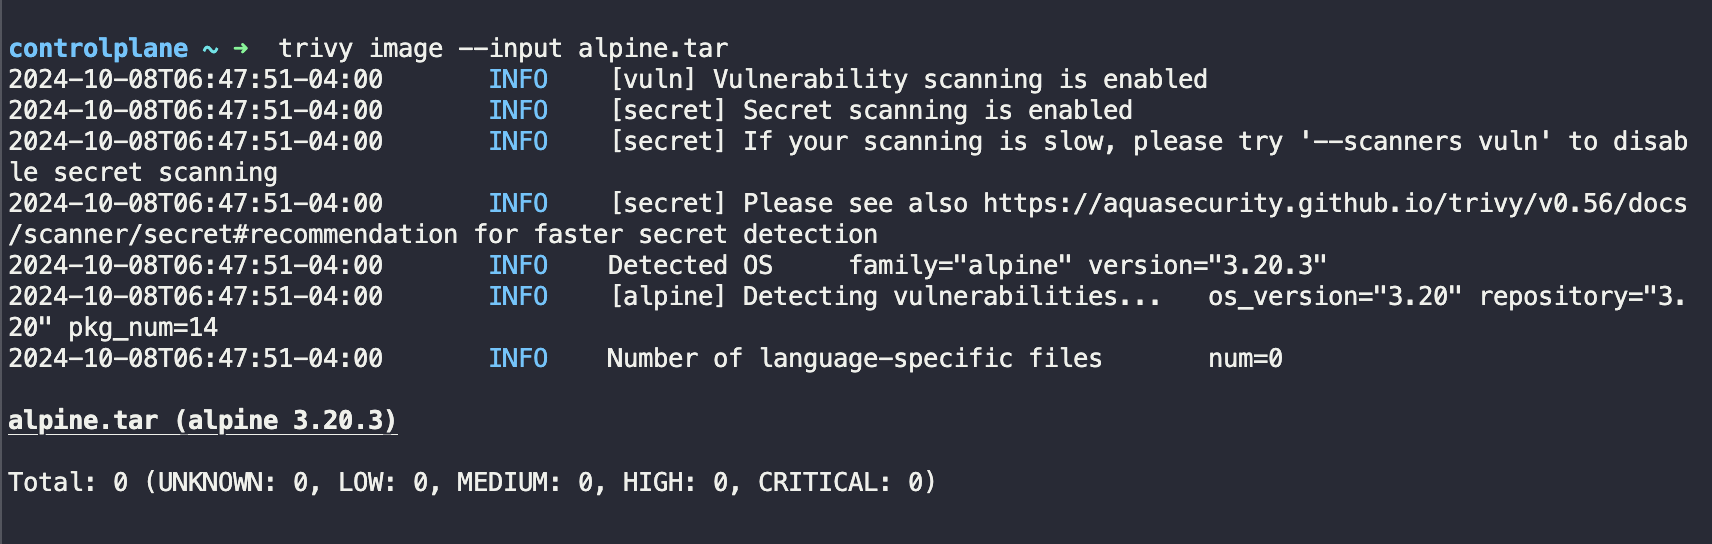 controlplane ~ ➜  trivy image --input alpine.tar
2024-10-08T06:47:51-04:00       INFO    [vuln] Vulnerability scanning is enabled
2024-10-08T06:47:51-04:00       INFO    [secret] Secret scanning is enabled
2024-10-08T06:47:51-04:00       INFO    [secret] If your scanning is slow, please try '--scanners vuln' to disab
le secret scanning
2024-10-08T06:47:51-04:00       INFO    [secret] Please see also https://aquasecurity.github.io/trivy/v0.56/docs
/scanner/secret#recommendation for faster secret detection
2024-10-08T06:47:51-04:00       INFO    Detected OS     family="alpine" version="3.20.3"
2024-10-08T06:47:51-04:00       INFO    [alpine] Detecting vulnerabilities...   os_version="3.20" repository="3.
20" pkg_num=14
2024-10-08T06:47:51-04:00       INFO    Number of language-specific files       num=0
alpine.tar (alpine 3.20.3)
Total: 0 (UNKNOWN: 0, LOW: 0, MEDIUM: 0, HIGH: 0, CRITICAL: 0)